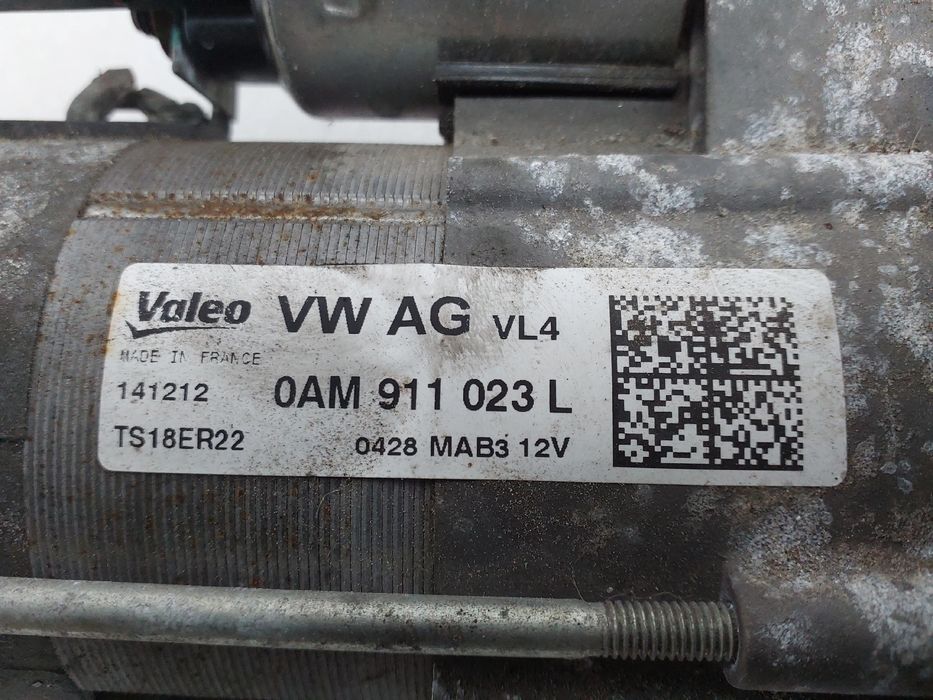 Valeo VW AG VL4
MADE IN FRANCE
141212 0AM 911 023 L
TS18ER22 0428 MAB3 12V